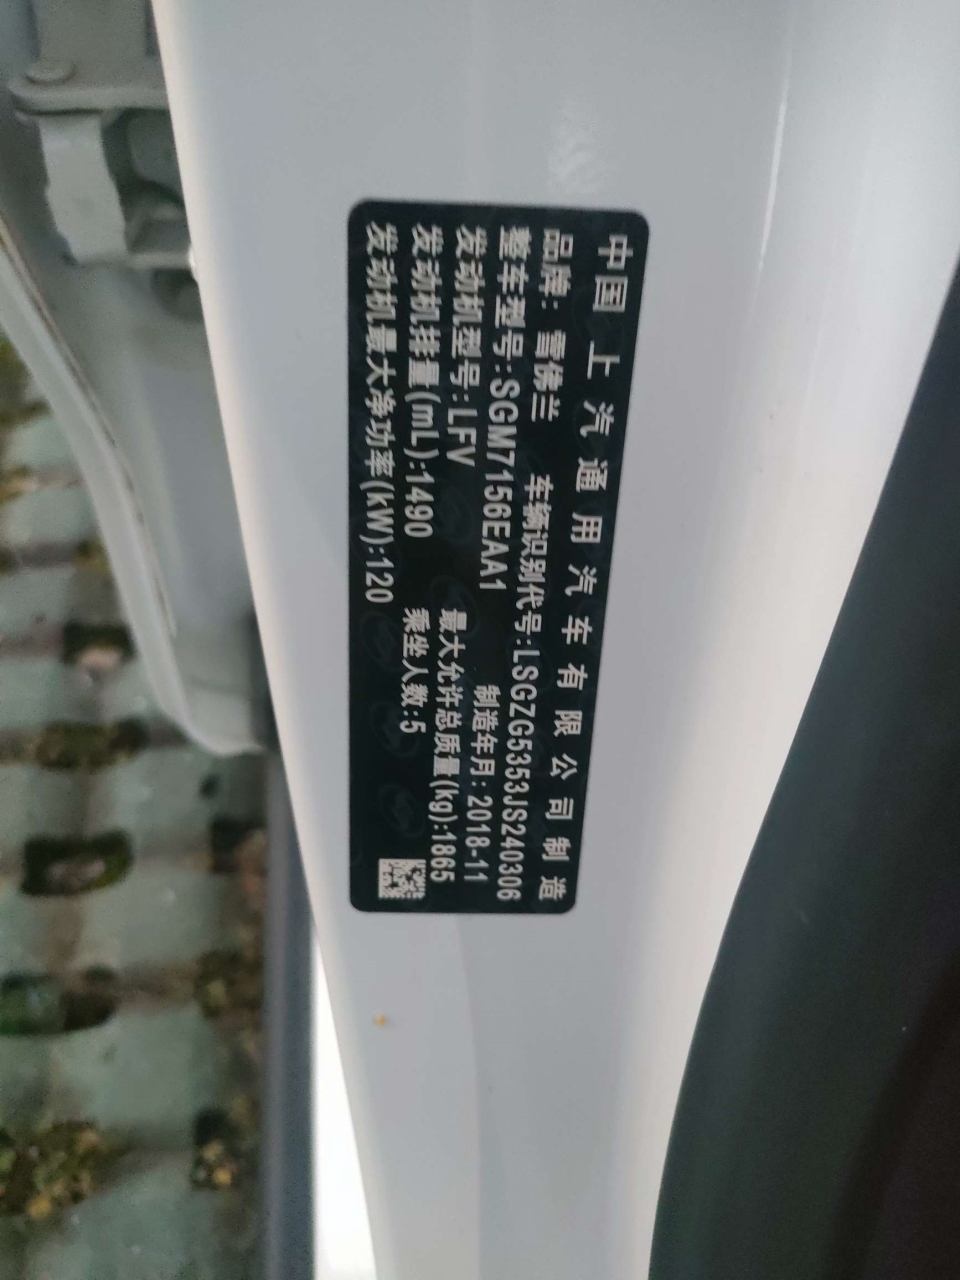 中国 上汽通用汽车有限公司制造
品牌: 雪佛兰 车辆识别代号:LSGZG5353JS240306
整车型号:SGM7156EAA1 制造年月:2018-11
发动机型号:LFV 最大允许总质量(kg):1865
发动机排量(mL):1490 乘坐人数:5
发动机最大净功率(kW):120